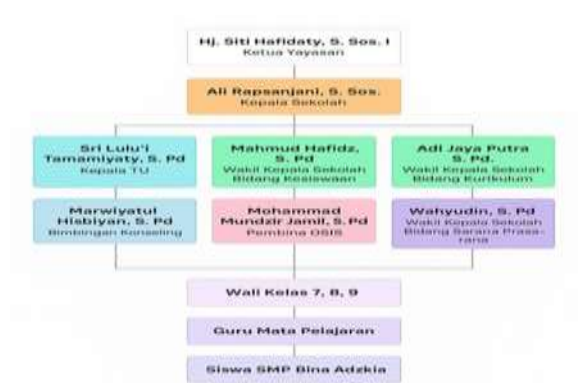 Hj. Siti Hafidaty, S. Sos. I
Ketua Yayasan
Ali Rapsanjani, S. Sos.
Kepala Sekolah
Sri Lulu'i
Tamamiyaty, S. Pd
Kepala TU
Mahmud Hafidz,
S. Pd
Wakil Kepala Sekolah
Bidang Kesiswaan
Adi Jaya Putra
S. Pd.
Wakil Kepala Sekolah
Bidang Kurikulum
Marwiyatul
Hisbiyan, S. Pd
Bimbingan Konseling
Mohammad
Mundzir Jamil, S. Pd
Pembina OSIS
Wahyudin, S. Pd
Wakil Kepala Sekolah
Bidang Sarana Prasa-
rana
Wali Kelas 7, 8, 9
Guru Mata Pelajaran
Siswa SMP Bina Adzkia